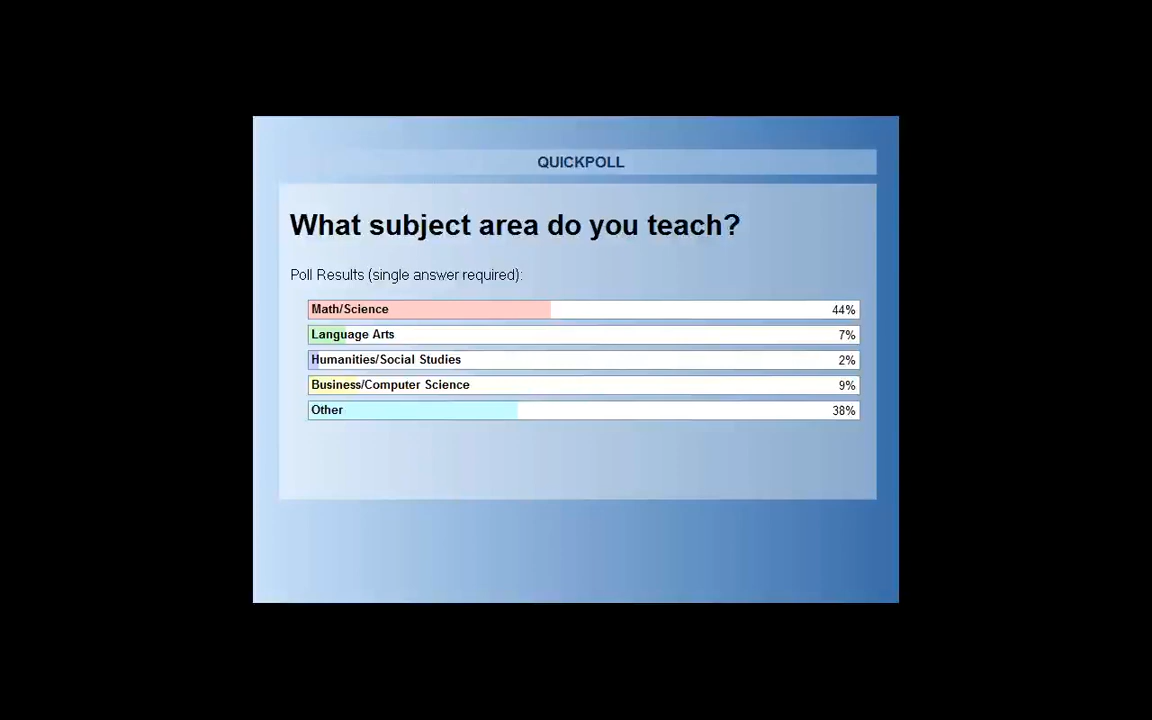 QUICKPOLL
What subject area do you teach?
Poll Results (single answer required):
Math/Science 44%
Language Arts 7%
Humanities/Social Studies 2%
Business/Computer Science 9%
Other 38%